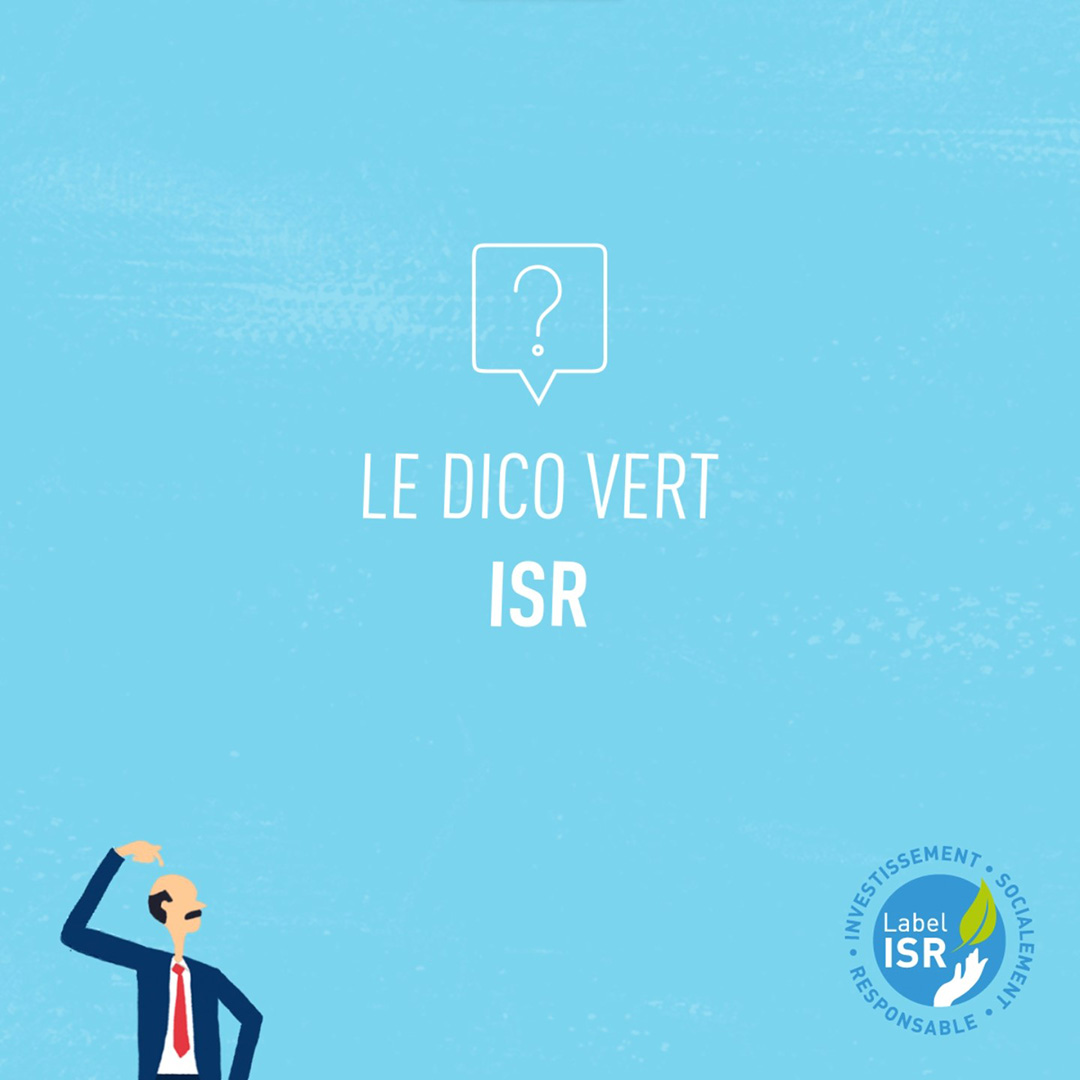 ?
LE DICO VERT
ISR
Label
ISR
INVESTISSEMENT • SOCIALEMENT • RESPONSABLE •